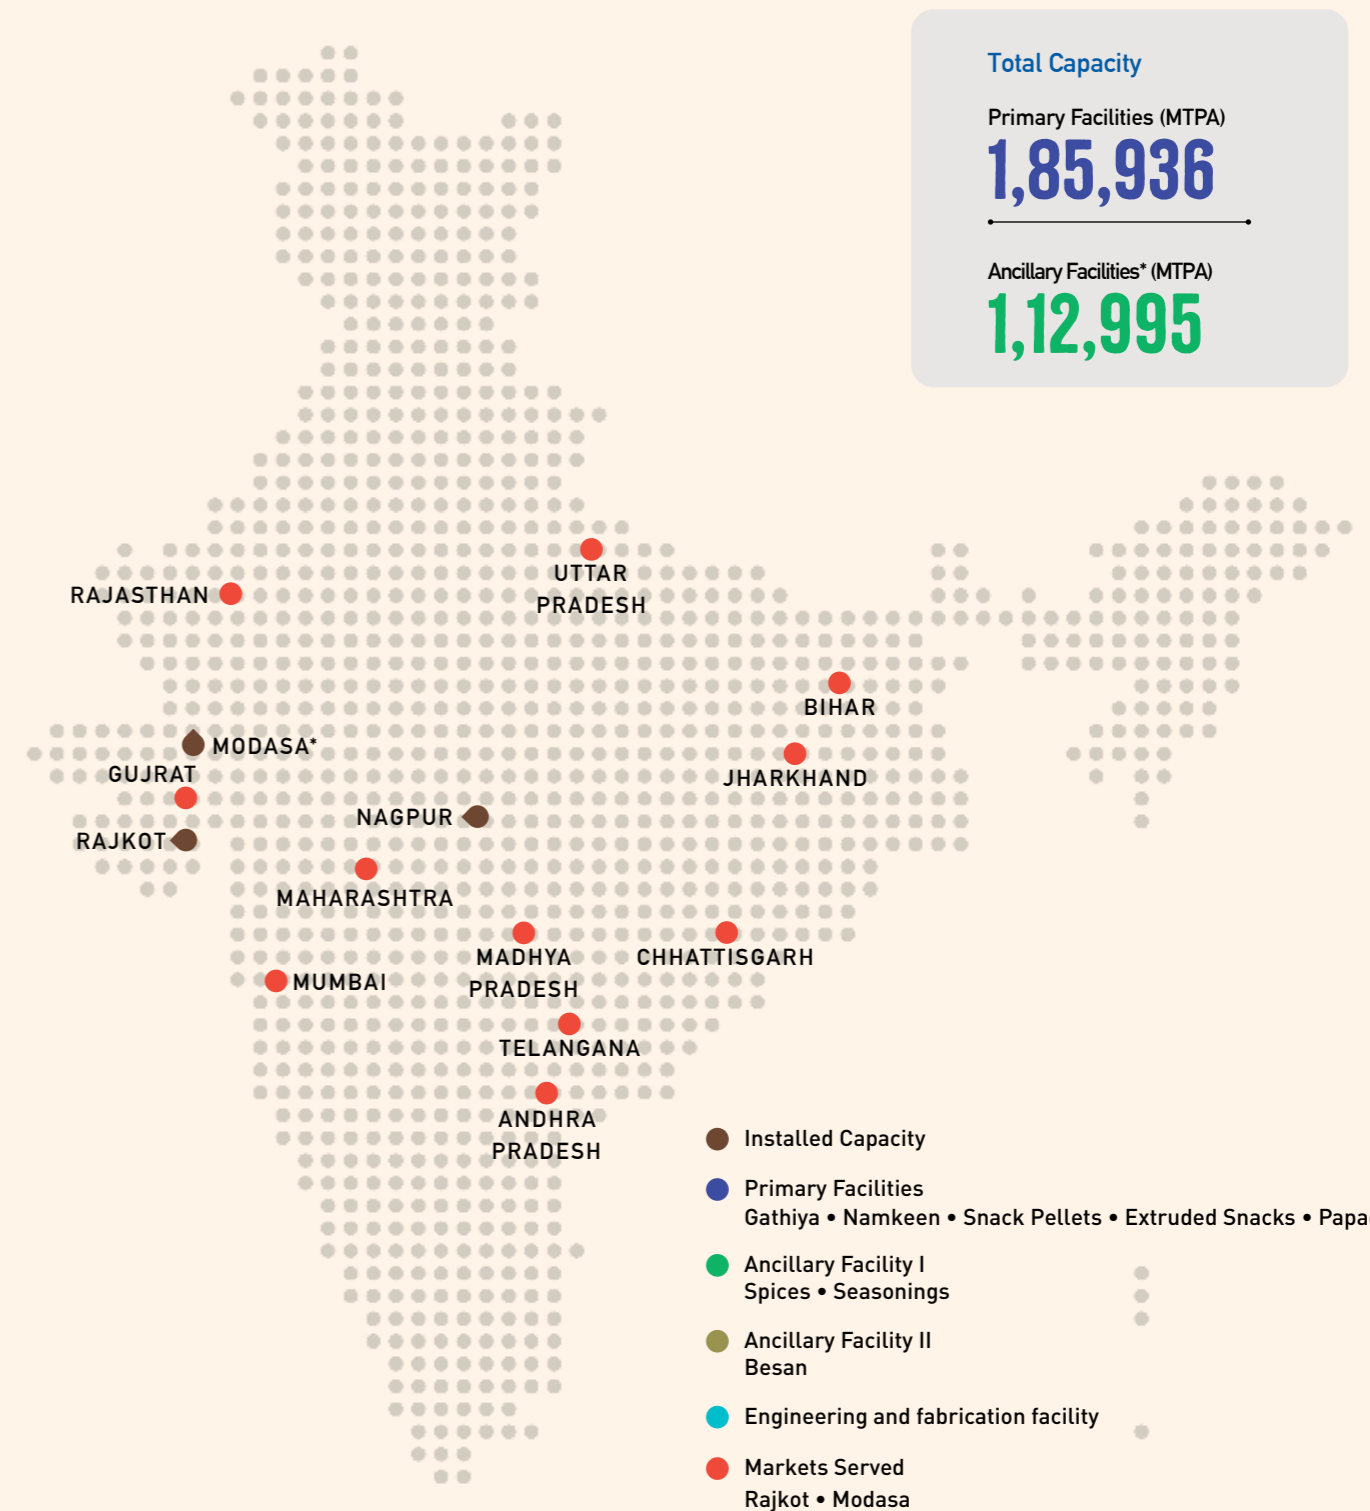 Total Capacity
Primary Facilities (MTPA)
1,85,936
Ancillary Facilities* (MTPA)
1,12,995
UTTAR
PRADESH
RAJASTHAN
BIHAR
MODASA*
GUJRAT
JHARKHAND
NAGPUR
RAJKOT
MAHARASHTRA
MADHYA
PRADESH
CHHATTISGARH
MUMBAI
TELANGANA
ANDHRA
PRADESH
Installed Capacity
Primary Facilities
Gathiya • Namkeen • Snack Pellets • Extruded Snacks • Papa
Ancillary Facility I
Spices • Seasonings
Ancillary Facility II
Besan
Engineering and fabrication facility
Markets Served
Rajkot • Modasa